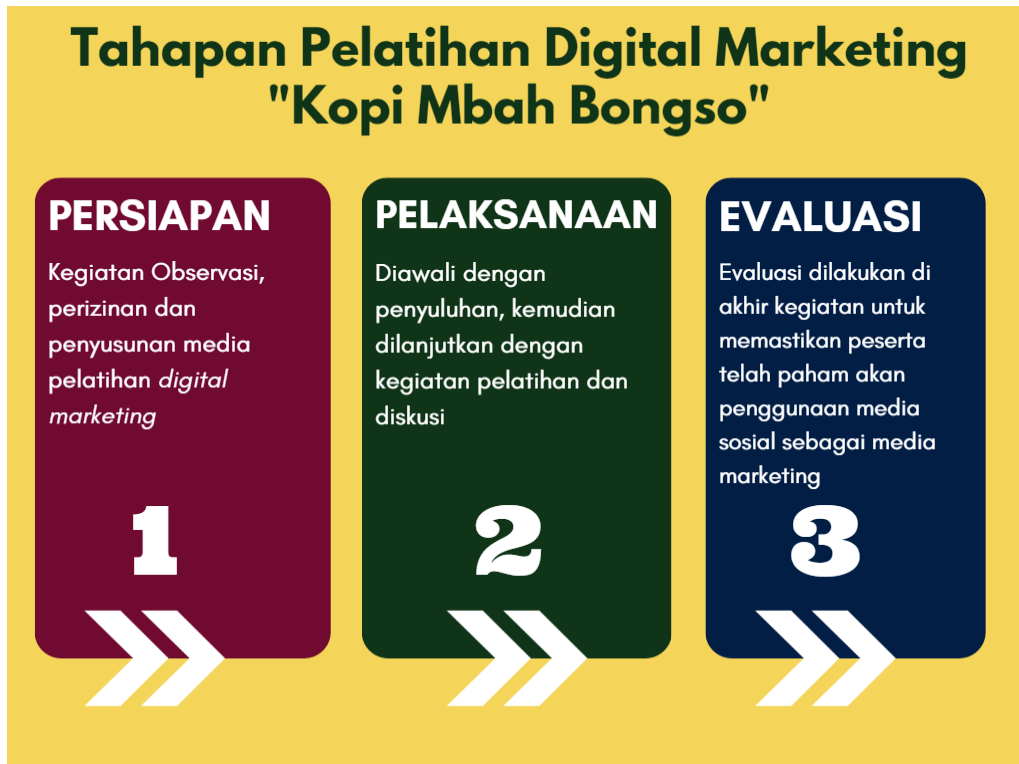 Tahapan Pelatihan Digital Marketing
"Kopi Mbah Bongso"
PERSIAPAN
Kegiatan Observasi,
perizinan dan
penyusunan media
pelatihan digital
marketing
1
PELAKSANAAN
Diawali dengan
penyuluhan, kemudian
dilanjutkan dengan
kegiatan pelatihan dan
diskusi
2
EVALUASI
Evaluasi dilakukan di
akhir kegiatan untuk
memastikan peserta
telah paham akan
penggunaan media
sosial sebagai media
marketing
3